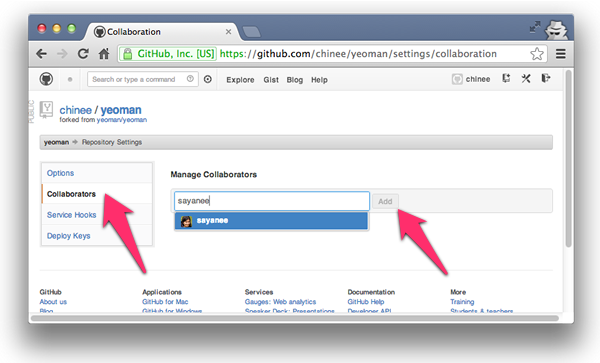 Collaboration
GitHub, Inc. [US] https://github.com/chinee/yeoman/settings/collaboration
Search or type a command
Explore Gist Blog Help
chinee
PUBLIC
chinee / yeoman
forked from yeoman/yeoman
yeoman Repository Settings
Options
Collaborators
Service Hooks
Deploy Keys
Manage Collaborators
sayanee
Add
sayanee
GitHub Applications Services Documentation More
About us GitHub for Mac Gauges: Web analytics GitHub Help Training
Blog GitHub for Windows Speaker Deck: Presentations Developer API Students & teachers